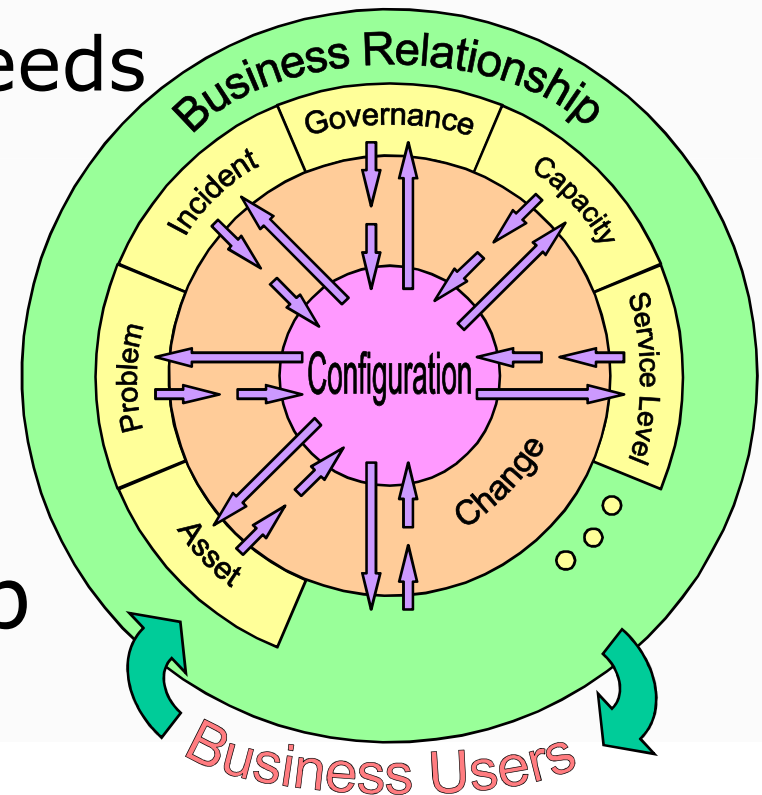 eeds
Business Relationship
Governance
Incident
Capacity
Problem
Service Level
Configuration
Change
Asset
Business Users